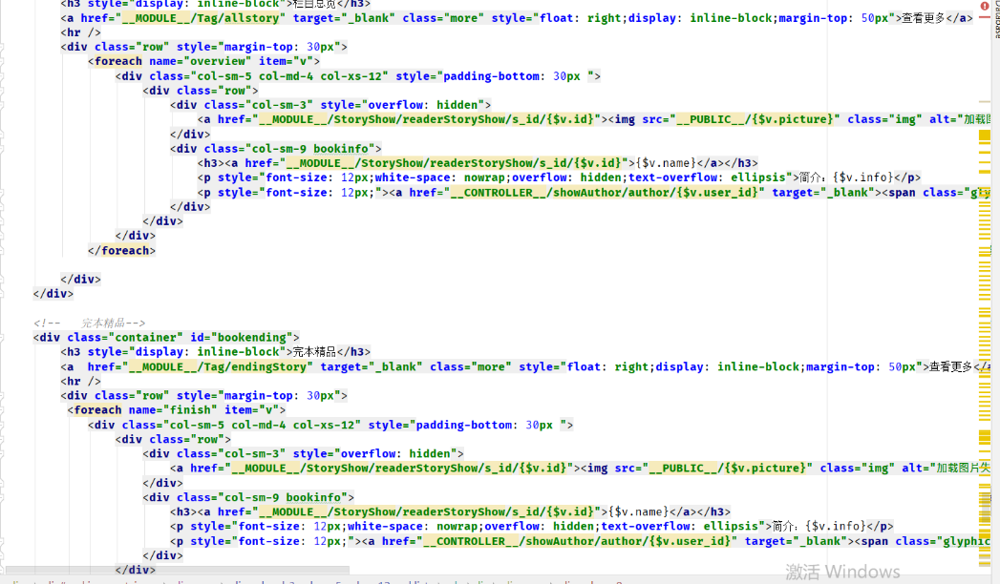 <h3 style="display: inline-block">栏目总览</h3>
<a href="__MODULE__/Tag/allstory" target="_blank" class="more" style="float: right;display: inline-block;margin-top: 50px">查看更多</a>
<hr />
<div class="row" style="margin-top: 30px">
<foreach name="overview" item="v">
<div class="col-sm-5 col-md-4 col-xs-12" style="padding-bottom: 30px ">
<div class="row">
<div class="col-sm-3" style="overflow: hidden">
<a href="__MODULE__/StoryShow/readerStoryShow/s_id/{$v.id}"><img src="__PUBLIC__/{$v.picture}" class="img" alt="加载图
</div>
<div class="col-sm-9 bookinfo">
<h3><a href="__MODULE__/StoryShow/readerStoryShow/s_id/{$v.id}">{$v.name}</a></h3>
<p style="font-size: 12px;white-space: nowrap;overflow: hidden;text-overflow: ellipsis">简介：{$v.info}</p>
<p style="font-size: 12px;"><a href="__CONTROLLER__/showAuthor/author/{$v.user_id}" target="_blank"><span class="gly
</div>
</div>
</div>
</foreach>
</div>
</div>
<!-- 完本精品-->
<div class="container" id="bookending">
<h3 style="display: inline-block">完本精品</h3>
<a  href="__MODULE__/Tag/endingStory" target="_blank" class="more" style="float: right;display: inline-block;margin-top: 50px">查看更多</a
<hr />
<div class="row" style="margin-top: 30px">
<foreach name="finish" item="v">
<div class="col-sm-5 col-md-4 col-xs-12" style="padding-bottom: 30px ">
<div class="row">
<div class="col-sm-3" style="overflow: hidden">
<a href="__MODULE__/StoryShow/readerStoryShow/s_id/{$v.id}"><img src="__PUBLIC__/{$v.picture}" class="img" alt="加载图片失
</div>
<div class="col-sm-9 bookinfo">
<h3><a href="__MODULE__/StoryShow/readerStoryShow/s_id/{$v.id}">{$v.name}</a></h3>
<p style="font-size: 12px;white-space: nowrap;overflow: hidden;text-overflow: ellipsis">简介：{$v.info}</p>
<p style="font-size: 12px;"><a href="__CONTROLLER__/showAuthor/author/{$v.user_id}" target="_blank"><span class="glyphic
</div>
</div>
激活 Windows